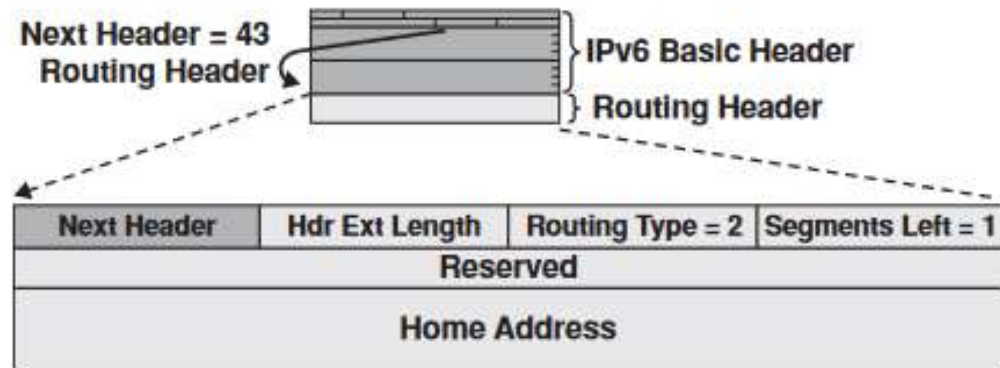 Next Header = 43
Routing Header
IPv6 Basic Header
Routing Header
Next Header
Hdr Ext Length
Routing Type = 2
Segments Left = 1
Reserved
Home Address